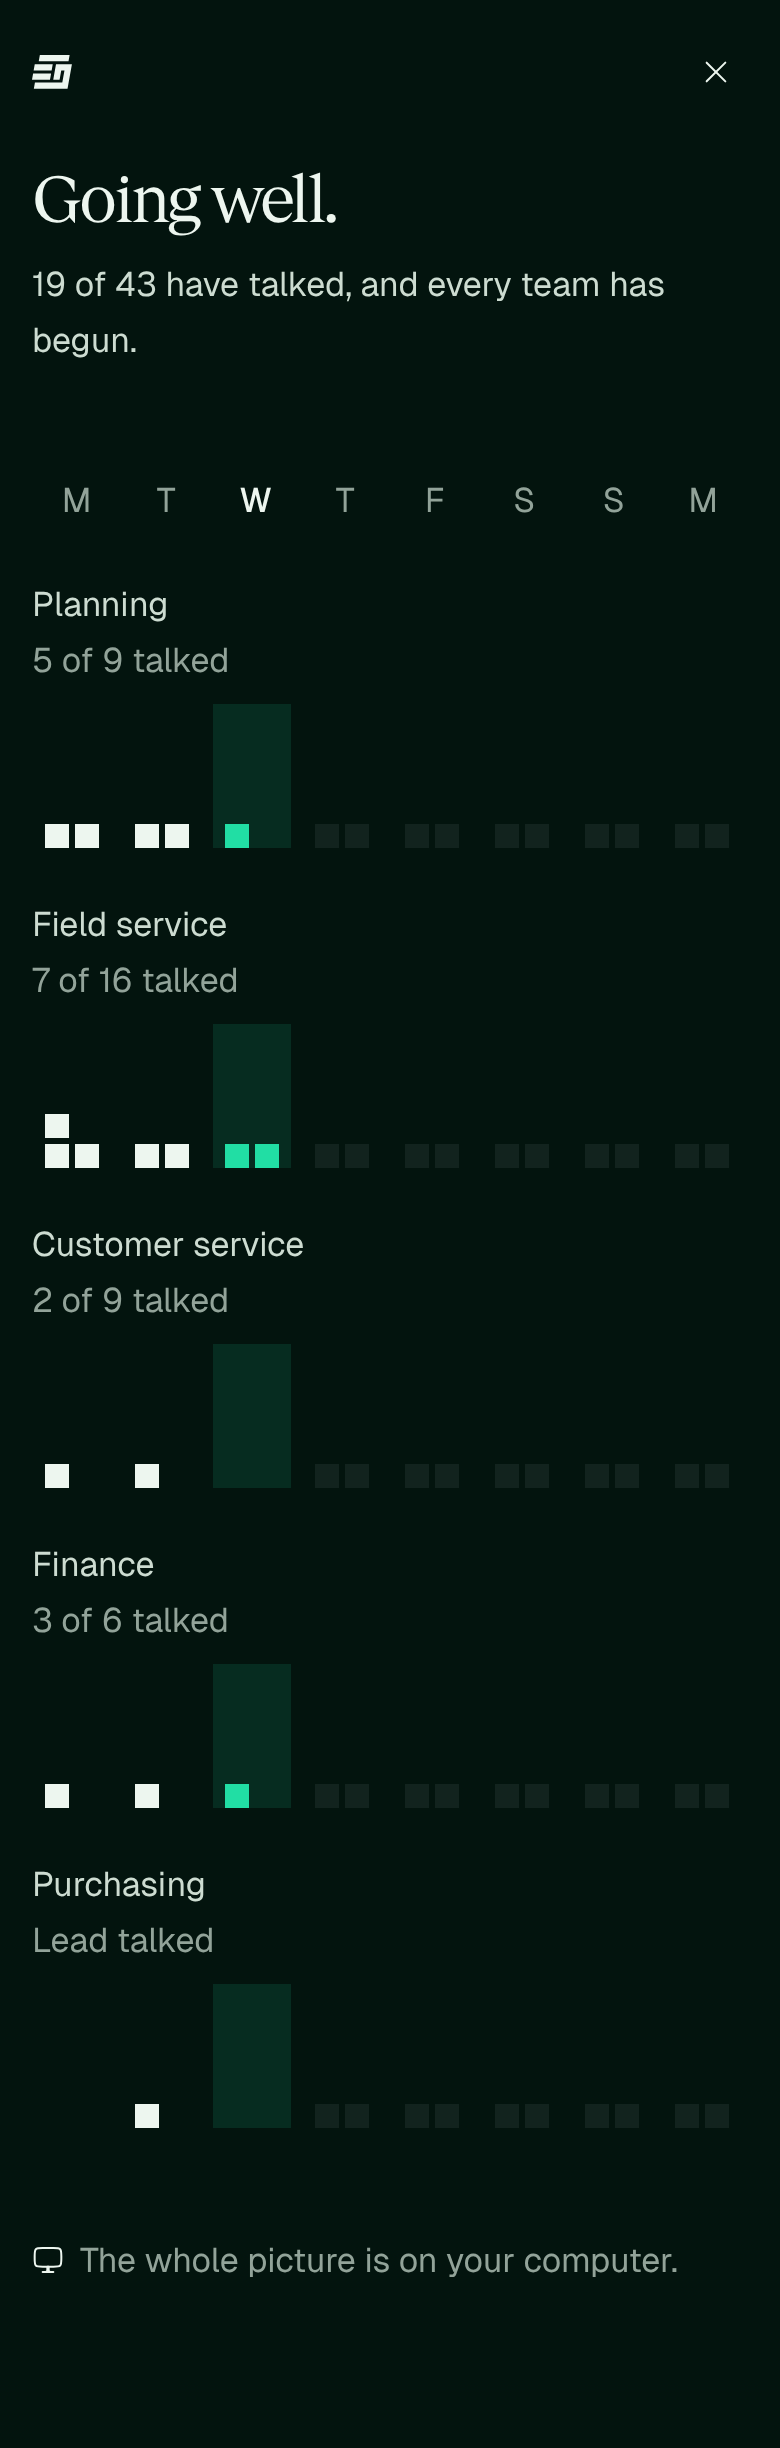 Going well.
19 of 43 have talked, and every team has
begun.
M T W T F S S M
Planning
5 of 9 talked
Field service
7 of 16 talked
Customer service
2 of 9 talked
Finance
3 of 6 talked
Purchasing
Lead talked
The whole picture is on your computer.